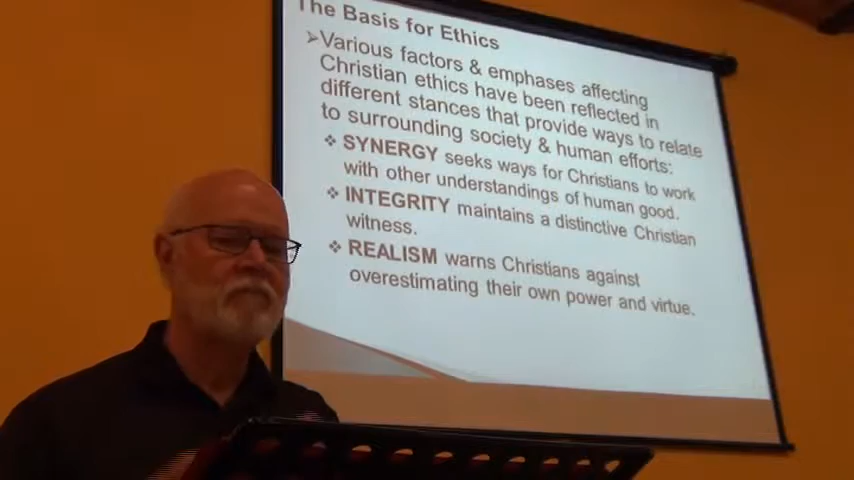 The Basis for Ethics
➢Various factors & emphases affecting
Christian ethics have been reflected in
different stances that provide ways to relate
to surrounding society & human efforts:
❖ SYNERGY seeks ways for Christians to work
with other understandings of human good.
❖ INTEGRITY maintains a distinctive Christian
witness.
❖ REALISM warns Christians against
overestimating their own power and virtue.